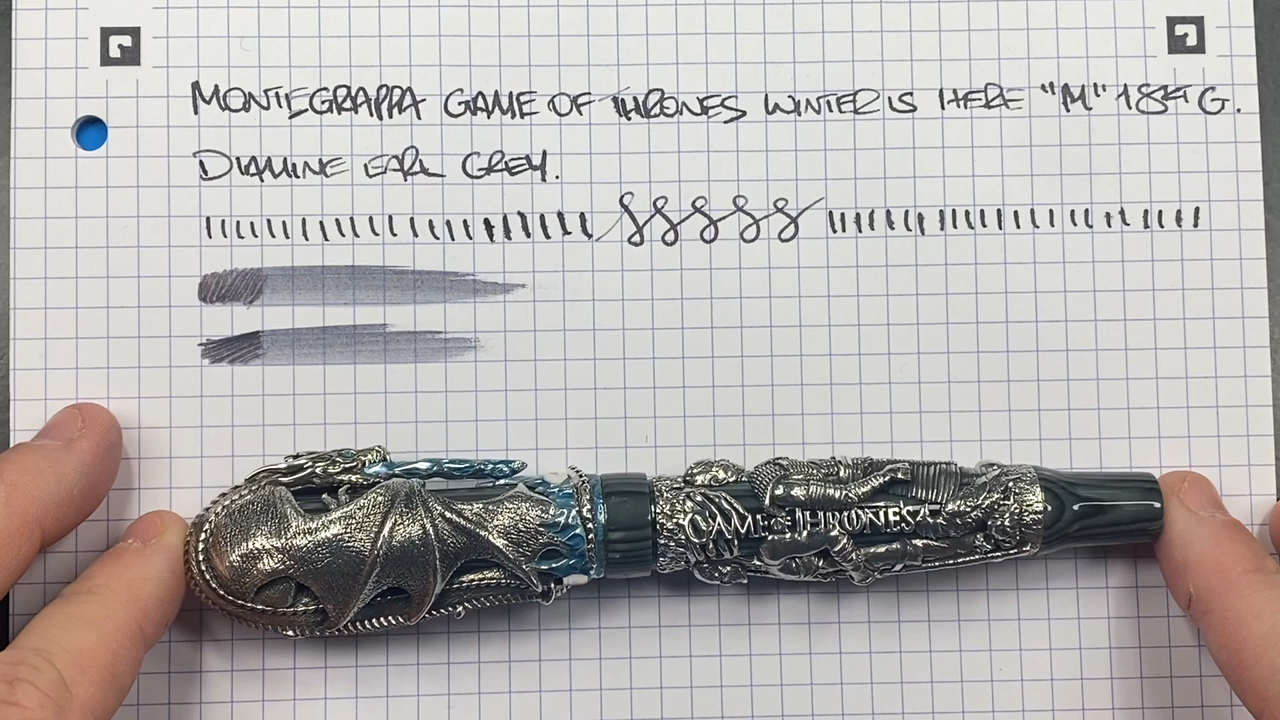 MONTEGRAPPA GAME OF THRONES WINTER IS HERE "M" 18K G.
DIAMINE EARL GREY.
GAME OF THRONES